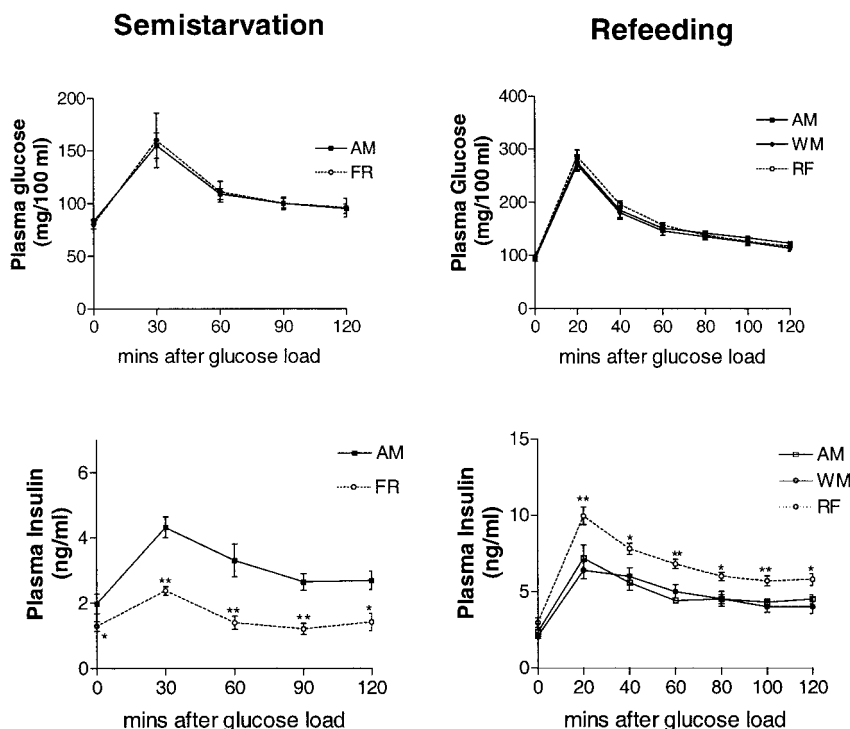 Semistarvation
Refeeding
Plasma glucose
(mg/100 ml)
200
150
100
50
0
AM
FR
0 30 60 90 120
mins after glucose load
Plasma Glucose
(mg/100 ml)
400
300
200
100
0
AM
WM
RF
0 20 40 60 80 100 120
mins after glucose load
Plasma Insulin
(ng/ml)
6
4
2
0
AM
FR
* ** ** ** *
0 30 60 90 120
mins after glucose load
Plasma Insulin
(ng/ml)
15
10
5
0
AM
WM
RF
** * ** * ** *
0 20 40 60 80 100 120
mins after glucose load